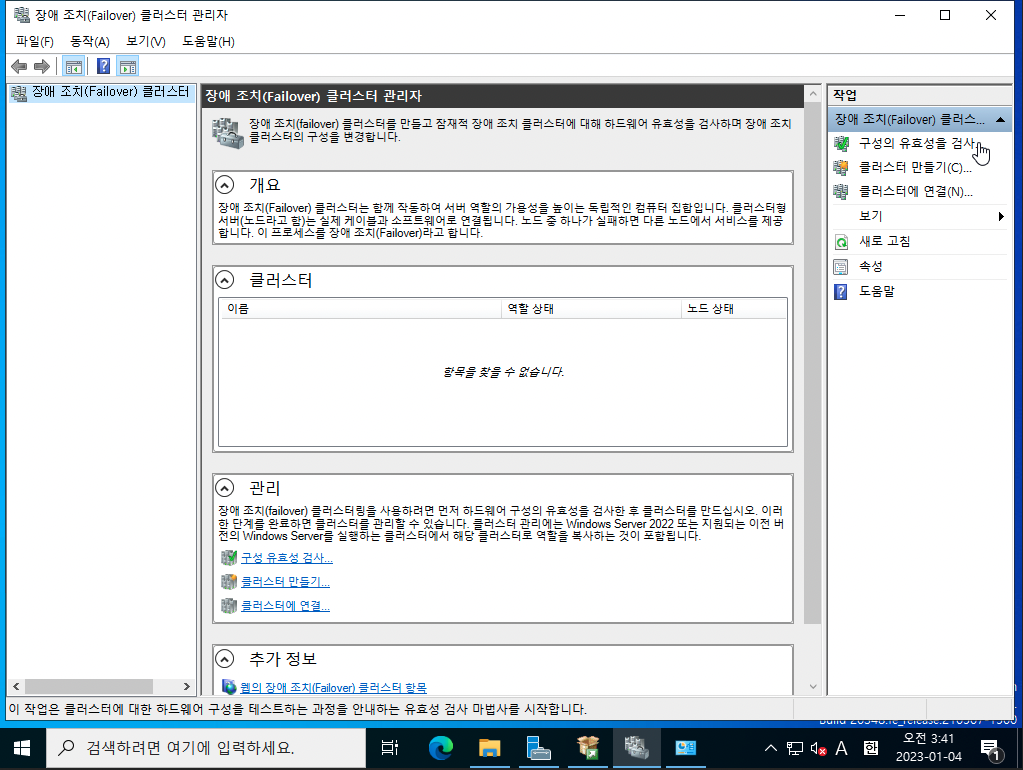 장애 조치(Failover) 클러스터 관리자
파일(F) 동작(A) 보기(V) 도움말(H)
장애 조치(Failover) 클러스터
장애 조치(Failover) 클러스터 관리자
장애 조치(failover) 클러스터를 만들고 잠재적 장애 조치 클러스터에 대해 하드웨어 유효성을 검사하며 장애 조치
클러스터의 구성을 변경합니다.
개요
장애 조치(Failover) 클러스터는 함께 작동하여 서버 역할의 가용성을 높이는 독립적인 컴퓨터 집합입니다. 클러스터형
서버(노드라고 함)는 실제 케이블과 소프트웨어로 연결됩니다. 노드 중 하나가 실패하면 다른 노드에서 서비스를 제공
합니다. 이 프로세스를 장애 조치(Failover)라고 합니다.
클러스터
이름 역할 상태 노드 상태
항목을 찾을 수 없습니다.
관리
장애 조치(failover) 클러스터링을 사용하려면 먼저 하드웨어 구성의 유효성을 검사한 후 클러스터를 만드십시오. 이러
한 단계를 완료하면 클러스터를 관리할 수 있습니다. 클러스터 관리에는 Windows Server 2022 또는 지원되는 이전 버
전의 Windows Server를 실행하는 클러스터에서 해당 클러스터로 역할을 복사하는 것이 포함됩니다.
구성 유효성 검사...
클러스터 만들기...
클러스터에 연결...
추가 정보
웹의 장애 조치(Failover) 클러스터 항목
작업
장애 조치(Failover) 클러스...
구성의 유효성을 검사
클러스터 만들기(C)...
클러스터에 연결(N)...
보기
새로 고침
속성
도움말
이 작업은 클러스터에 대한 하드웨어 구성을 테스트하는 과정을 안내하는 유효성 검사 마법사를 시작합니다.
검색하려면 여기에 입력하세요.
A 한
오전 3:41
2023-01-04
1